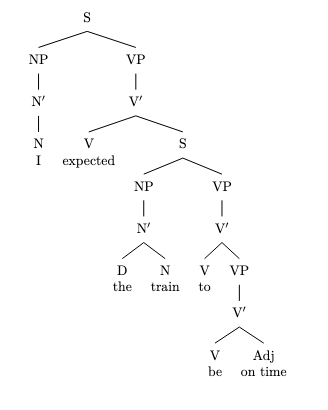 S
NP VP
N′ V′
N V S
I expected
NP VP
N′ V′
D N V VP
the train to
V′
V Adj
be on time